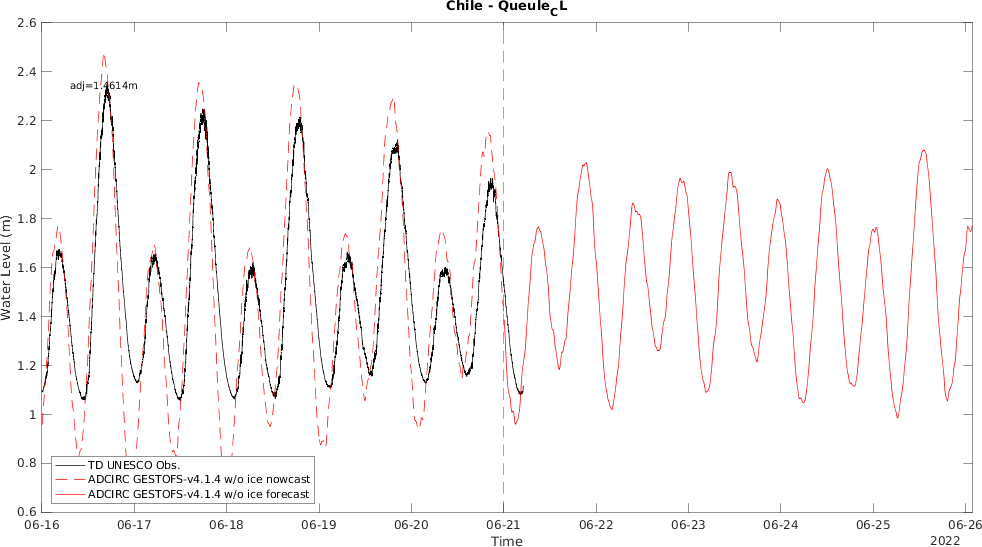 Chile - Queule_CL
2.6
2.4
adj=1.4614m
2.2
2
1.8
1.6
1.4
1.2
1
0.8
0.6
Water Level (m)
TD UNESCO Obs.
ADCIRC GESTOFS-v4.1.4 w/o ice nowcast
ADCIRC GESTOFS-v4.1.4 w/o ice forecast
06-16 06-17 06-18 06-19 06-20 06-21 06-22 06-23 06-24 06-25 06-26
Time
2022